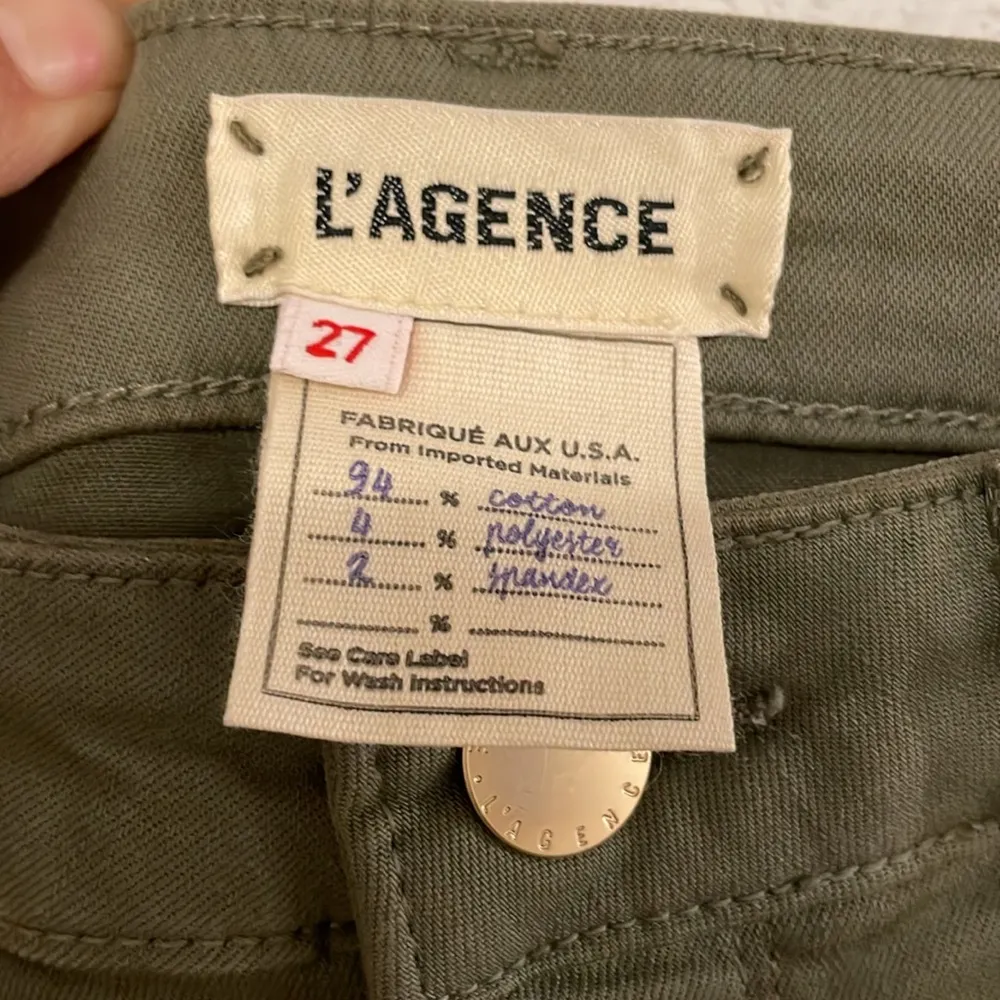 L'AGENCE
27
FABRIQUÉ AUX U.S.A.
From Imported Materials
94 % cotton
4 % polyester
2 % spandex
%
See Care Label
For Wash Instructions
L'AGENCE